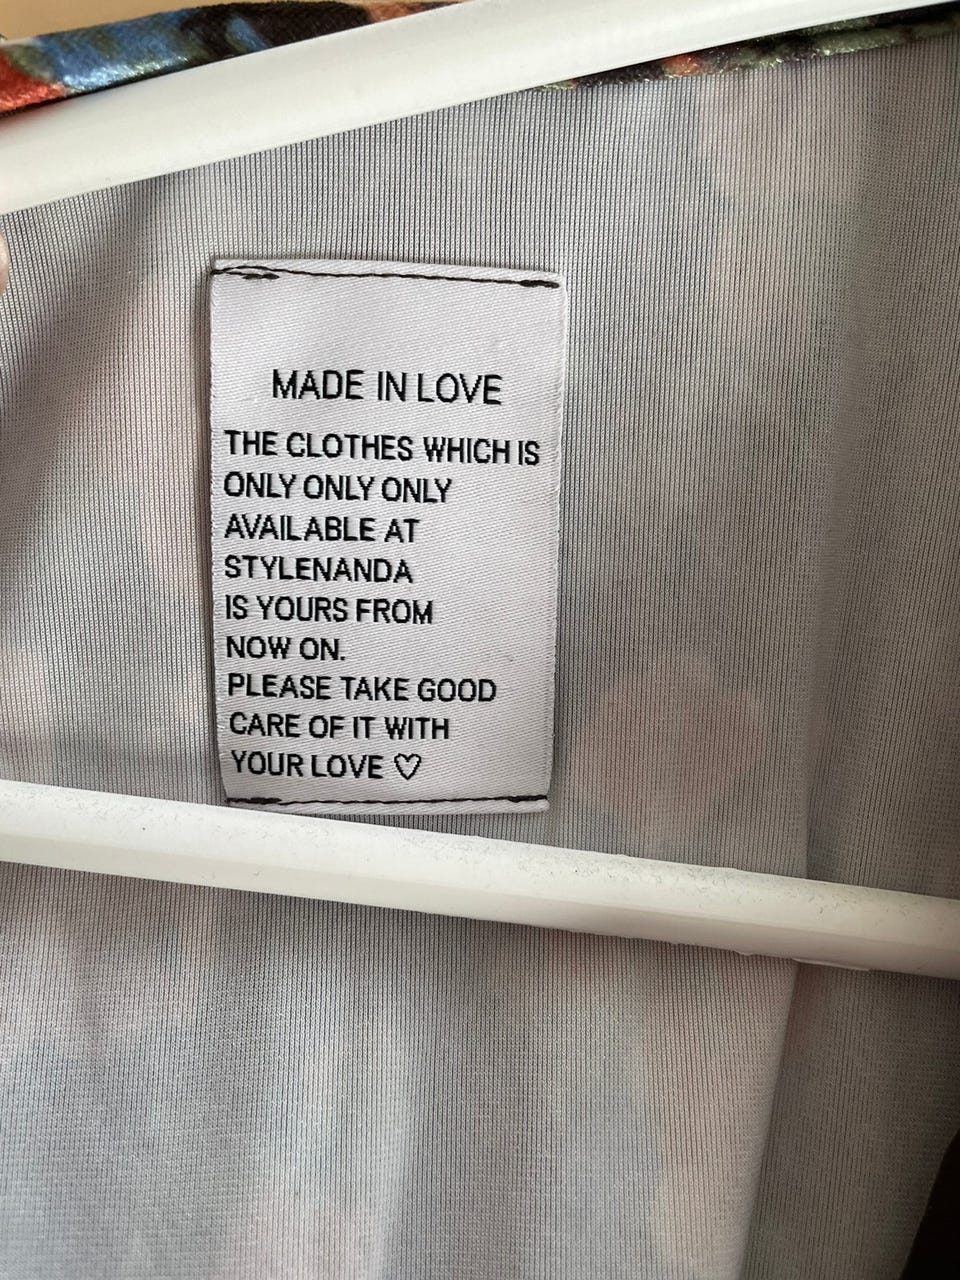 MADE IN LOVE
THE CLOTHES WHICH IS
ONLY ONLY ONLY
AVAILABLE AT
STYLENANDA
IS YOURS FROM
NOW ON.
PLEASE TAKE GOOD
CARE OF IT WITH
YOUR LOVE ♡